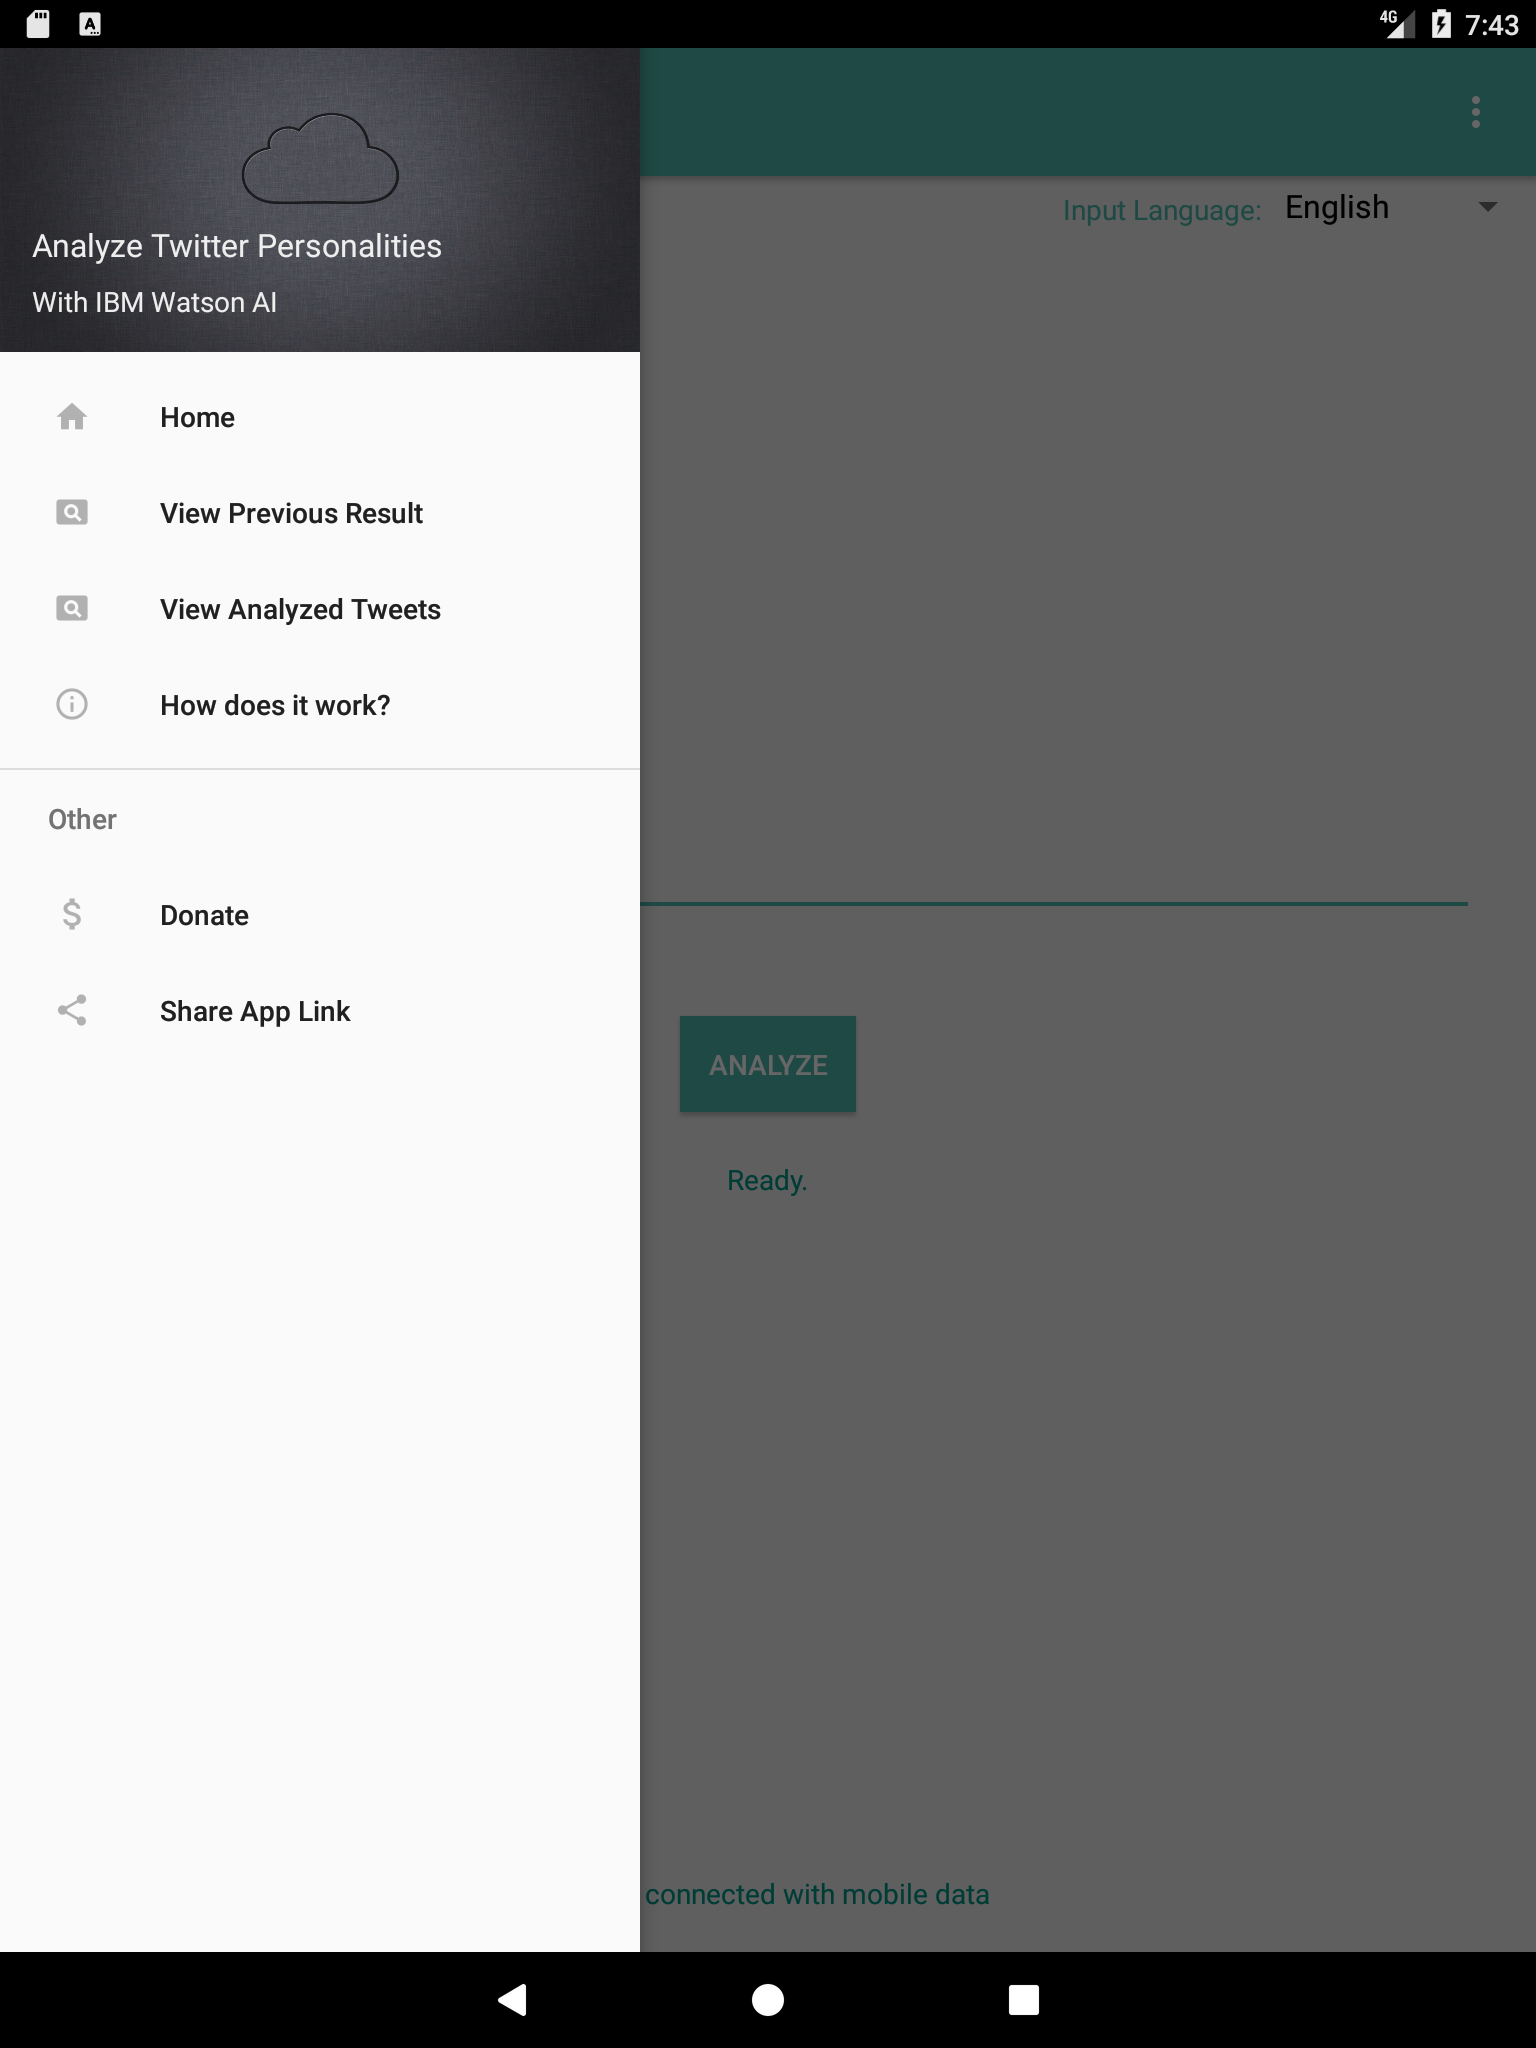 4G
7:43
Analyze Twitter Personalities
With IBM Watson AI
Input Language: English
Home
View Previous Result
View Analyzed Tweets
How does it work?
Other
Donate
Share App Link
ANALYZE
Ready.
connected with mobile data